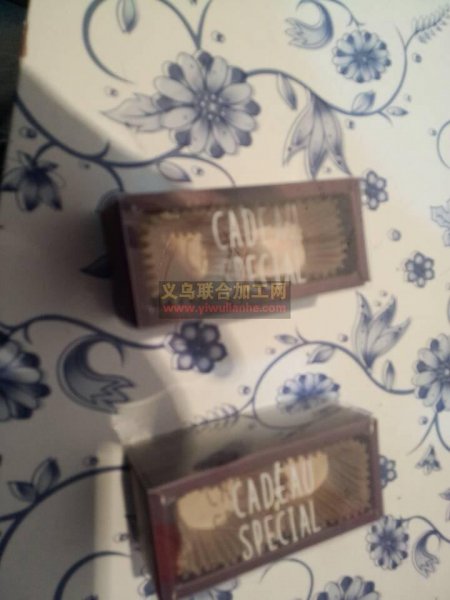 CADEAU
SPECIAL
义乌联合加工网
www.yiwulianhe.com
CADEAU
SPECIAL